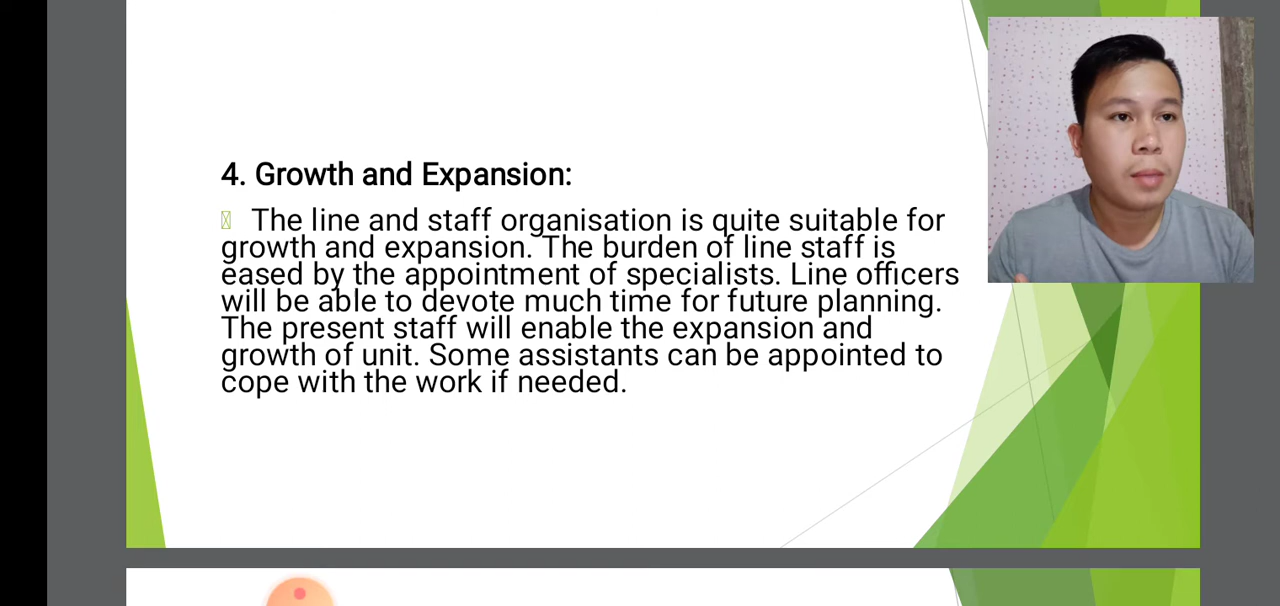 4. Growth and Expansion:
The line and staff organisation is quite suitable for
growth and expansion. The burden of line staff is
eased by the appointment of specialists. Line officers
will be able to devote much time for future planning.
The present staff will enable the expansion and
growth of unit. Some assistants can be appointed to
cope with the work if needed.